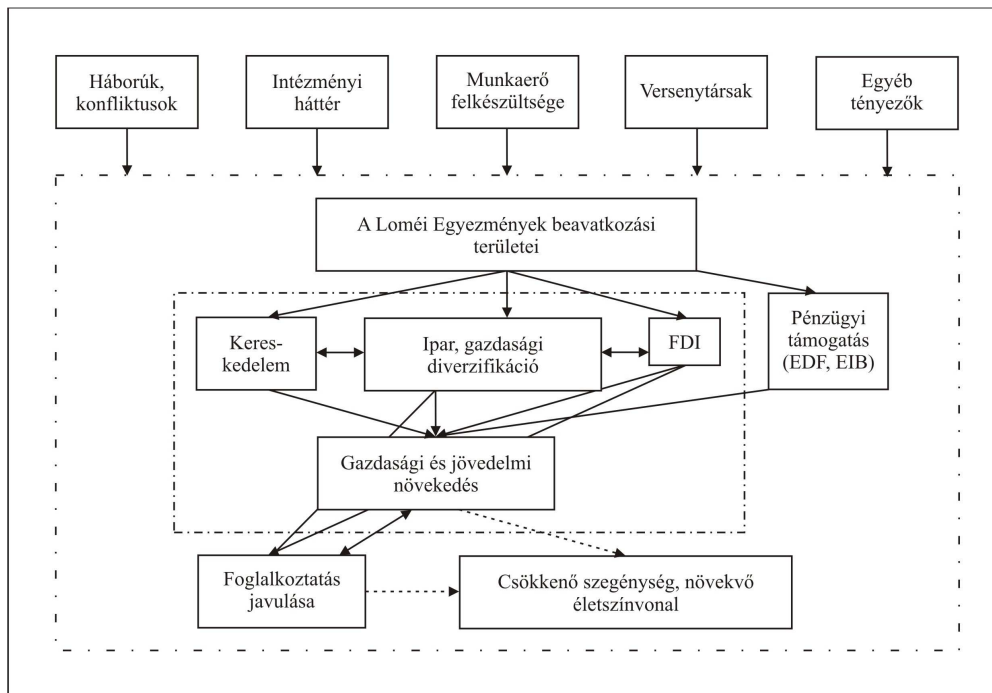 Háborúk,
konfliktusok
Intézményi
háttér
Munkaerő
felkészültsége
Versenytársak
Egyéb
tényezők
A Loméi Egyezmények beavatkozási
területei
Keres-
kedelem
Ipar, gazdasági
diverzifikáció
FDI
Pénzügyi
támogatás
(EDF, EIB)
Gazdasági és jövedelmi
növekedés
Foglalkoztatás
javulása
Csökkenő szegénység, növekvő
életszínvonal